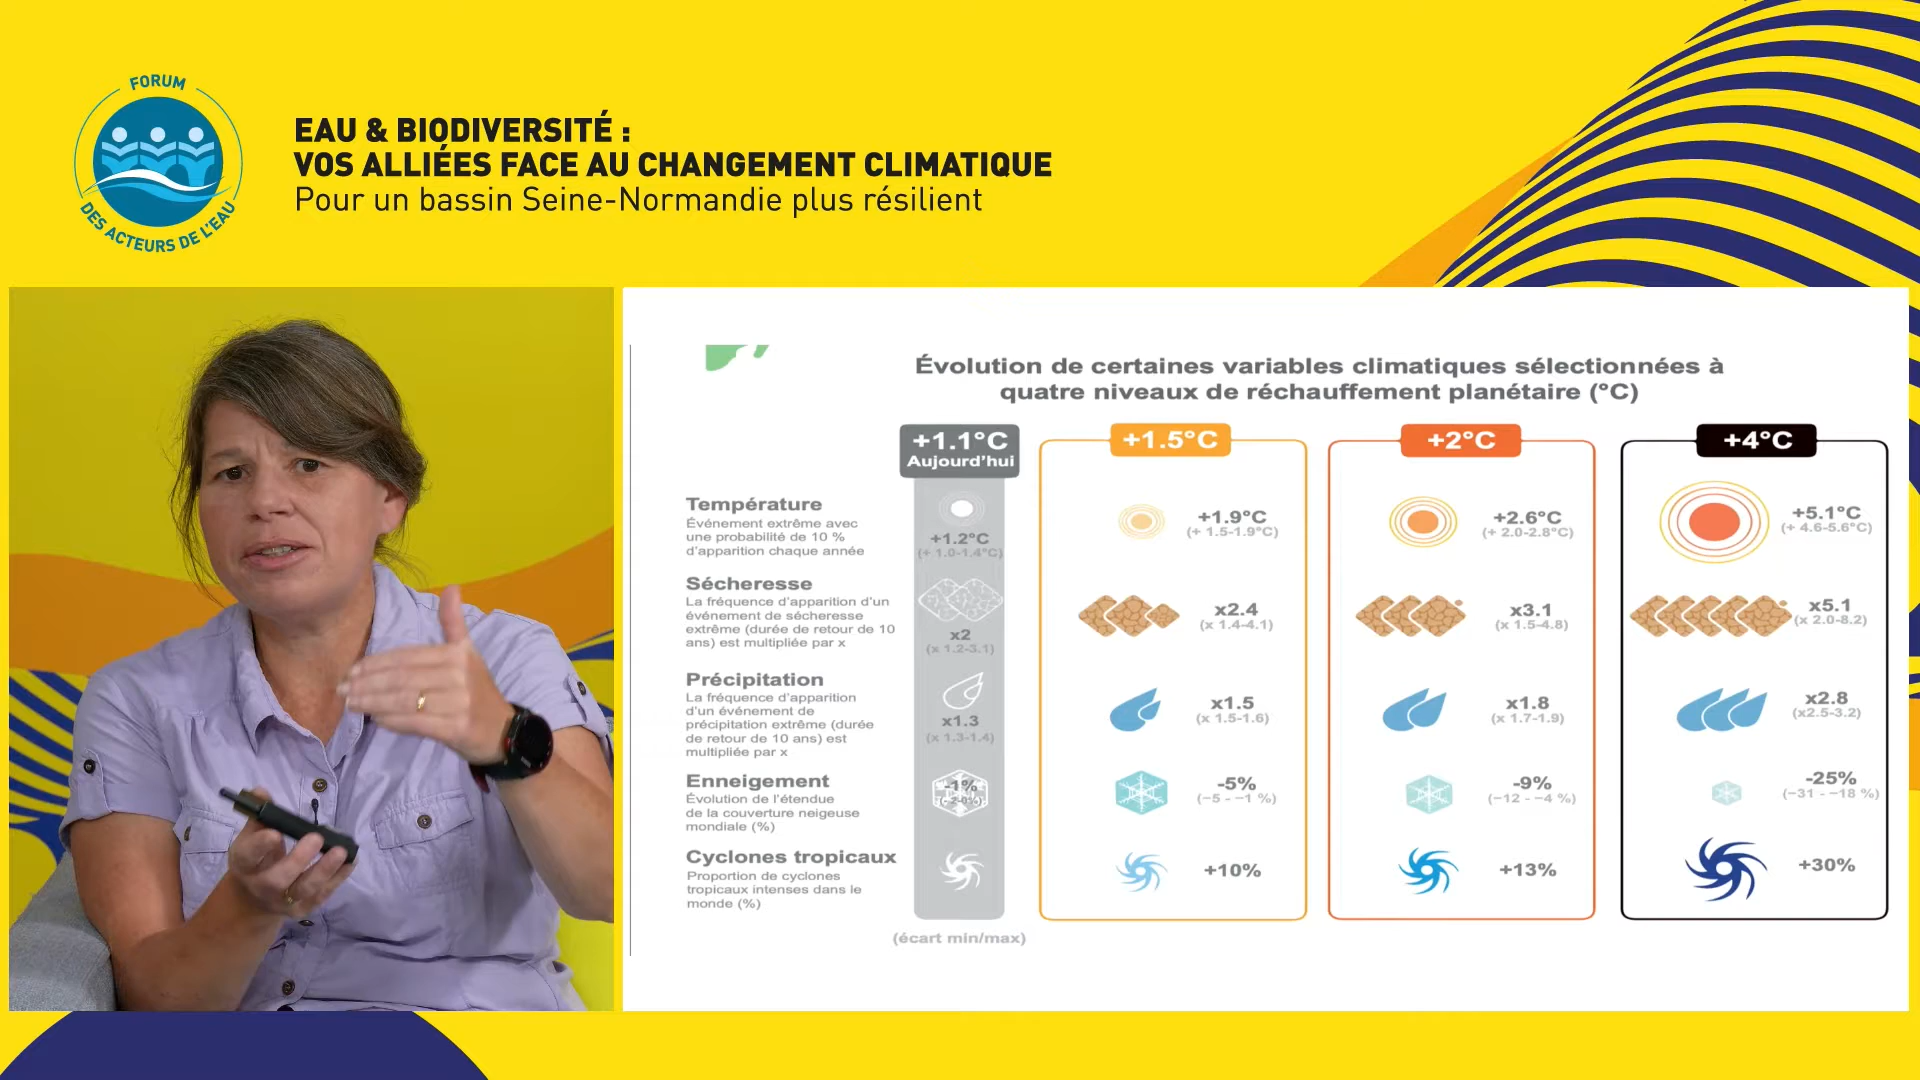 FORUM
DES ACTEURS DE L'EAU
EAU & BIODIVERSITÉ :
VOS ALLIÉES FACE AU CHANGEMENT CLIMATIQUE
Pour un bassin Seine-Normandie plus résilient
Évolution de certaines variables climatiques sélectionnées à
quatre niveaux de réchauffement planétaire (°C)
+1.1°C
Aujourd'hui
+1.5°C
+2°C
+4°C
Température
Événement extrême avec
une probabilité de 10 %
d'apparition chaque année
+1.2°C
(+ 1.0-1.4°C)
+1.9°C
(+ 1.5-1.9°C)
+2.6°C
(+ 2.0-2.8°C)
+5.1°C
(+ 4.6-5.6°C)
Sécheresse
La fréquence d'apparition d'un
événement de sécheresse
extrême (durée de retour de 10
ans) est multipliée par x
x2
(x 1.2-3.1)
x2.4
(x 1.4-4.1)
x3.1
(x 1.5-4.8)
x5.1
(x 2.0-8.2)
Précipitation
La fréquence d'apparition
d'un événement de
précipitation extrême (durée
de retour de 10 ans) est
multipliée par x
x1.3
(x 1.3-1.4)
x1.5
(x 1.5-1.6)
x1.8
(x 1.7-1.9)
x2.8
(x2.5-3.2)
Enneigement
Évolution de l'étendue
de la couverture neigeuse
mondiale (%)
-1%
(−2-0%)
-5%
(−5 - −1 %)
-9%
(−12 - −4 %)
-25%
(−31 - −18 %)
Cyclones tropicaux
Proportion de cyclones
tropicaux intenses dans le
monde (%)
+10%
+13%
+30%
(écart min/max)